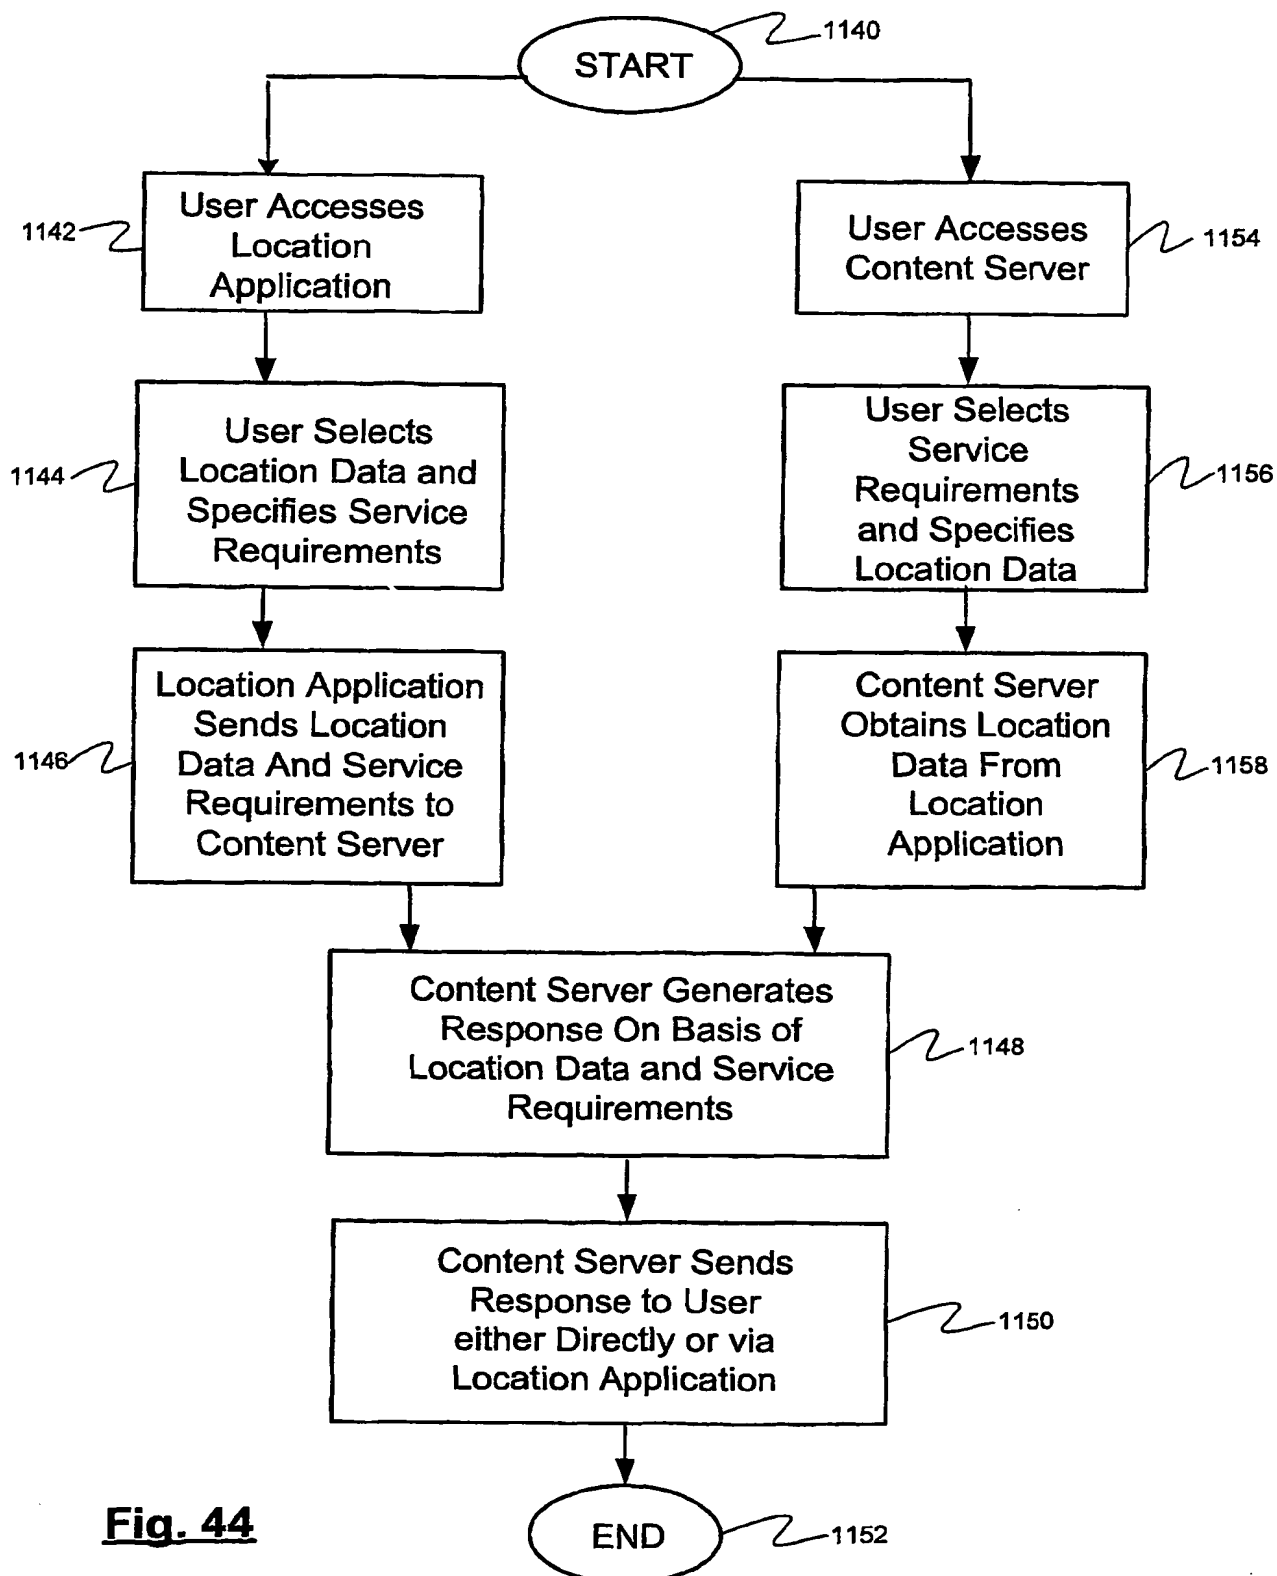 1140
START
User Accesses
Location
Application
1142
User Accesses
Content Server
1154
User Selects
Location Data and
Specifies Service
Requirements
1144
User Selects
Service
Requirements
and Specifies
Location Data
1156
Location Application
Sends Location
Data And Service
Requirements to
Content Server
1146
Content Server
Obtains Location
Data From
Location
Application
1158
Content Server Generates
Response On Basis of
Location Data and Service
Requirements
1148
Content Server Sends
Response to User
either Directly or via
Location Application
1150
END
1152
Fig. 44